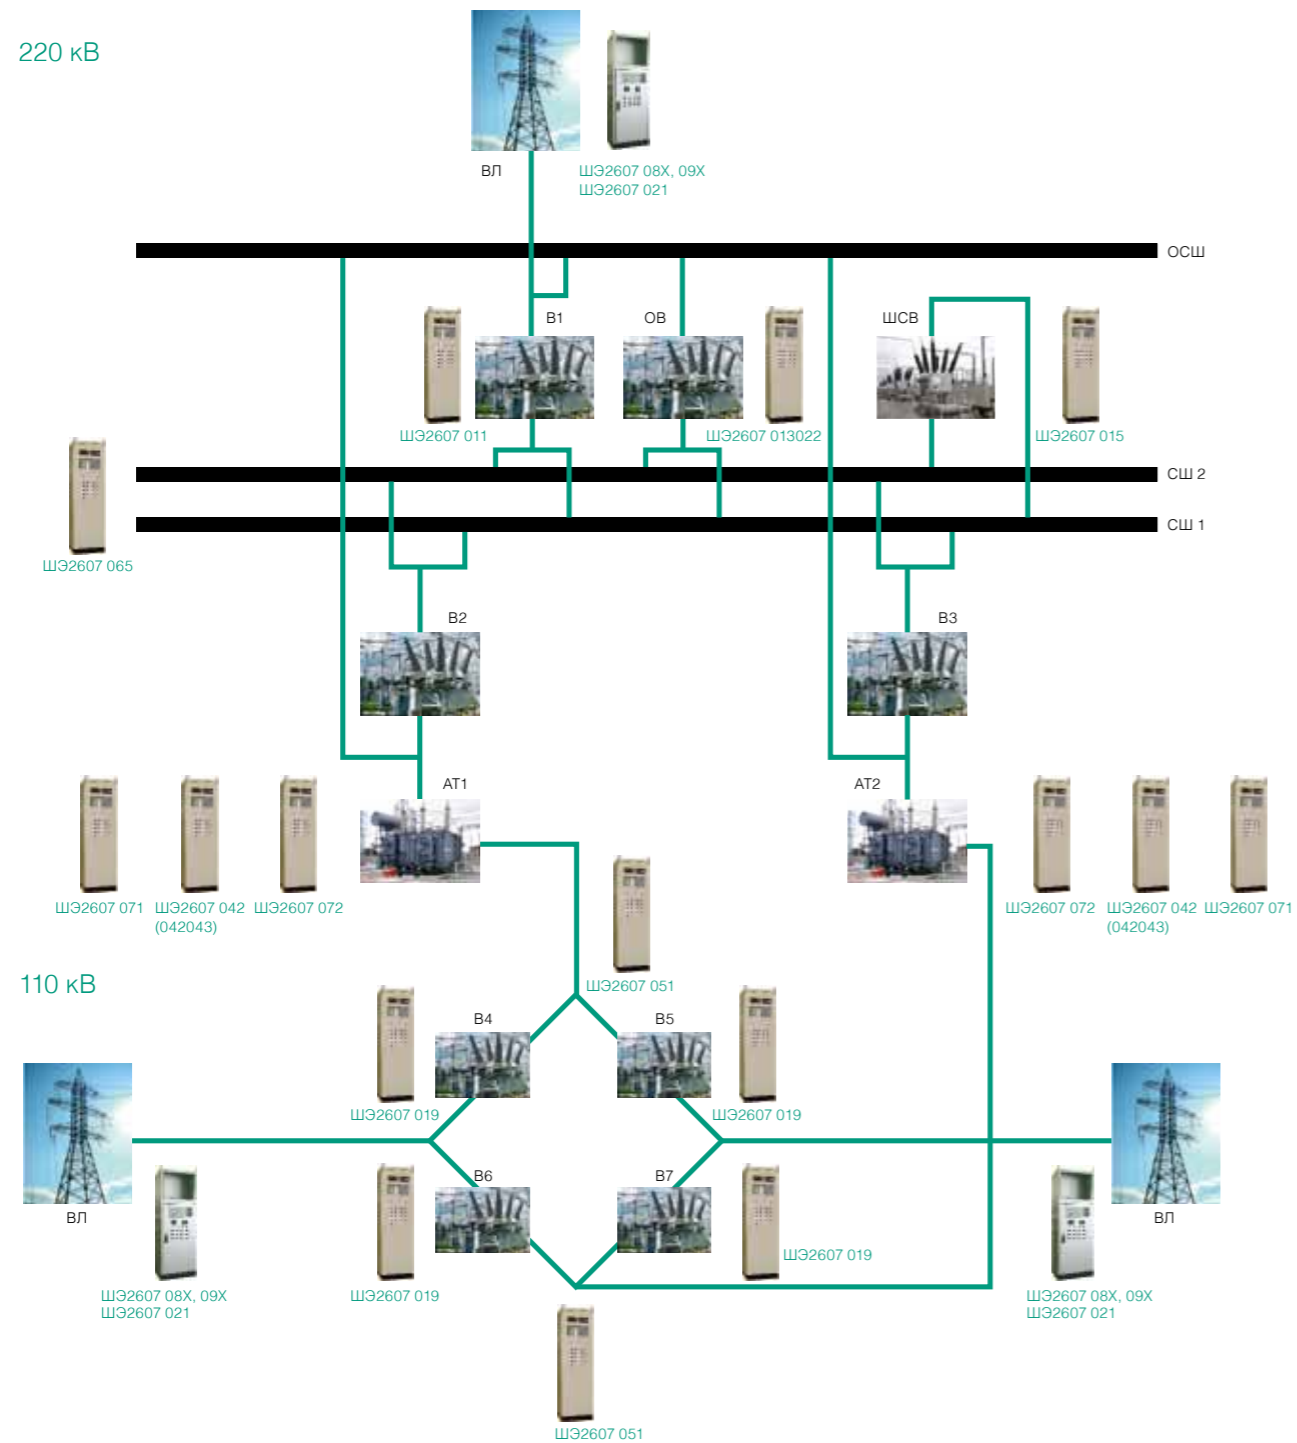 220 кВ
ВЛ
ШЭ2607 08Х, 09Х
ШЭ2607 021
ОСШ
В1
ОВ
ШСВ
ШЭ2607 011
ШЭ2607 013022
ШЭ2607 015
СШ 2
СШ 1
ШЭ2607 065
В2
В3
АТ1
АТ2
ШЭ2607 071
ШЭ2607 042
(042043)
ШЭ2607 072
ШЭ2607 072
ШЭ2607 042
(042043)
ШЭ2607 071
110 кВ
ШЭ2607 051
В4
В5
ШЭ2607 019
ШЭ2607 019
В6
В7
ВЛ
ВЛ
ШЭ2607 019
ШЭ2607 019
ШЭ2607 08Х, 09Х
ШЭ2607 021
ШЭ2607 08Х, 09Х
ШЭ2607 021
ШЭ2607 051